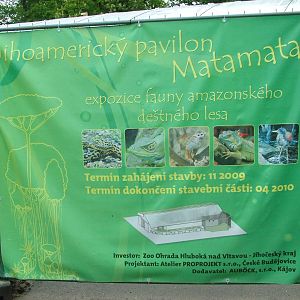 Jihoamerický pavilon
Matamata
expozice fauny amazonského
deštného lesa
Termín zahájení stavby: 11 2009
Termín dokončení stavební části: 04 2010
Investor: Zoo Ohrada Hluboká nad Vltavou - Jihočeský kraj
Projektant: Atelier PROPROJEKT s.r.o., České Budějovice
Dodavatel: AUBÖCK, s.r.o., Kájov